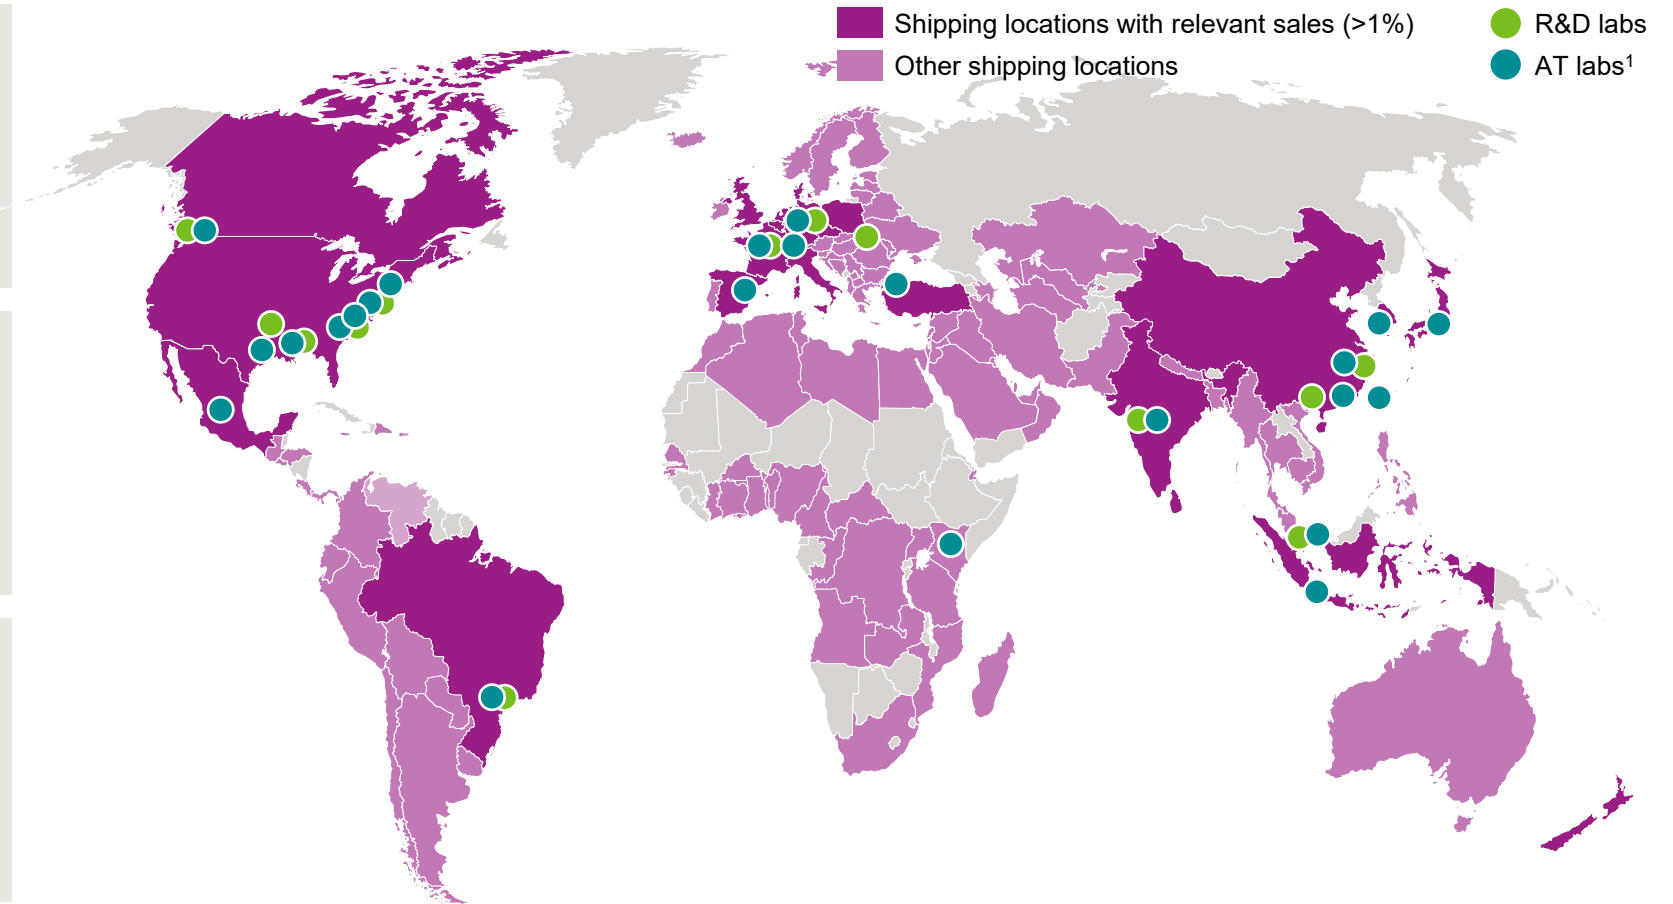 Shipping locations with relevant sales (>1%)
Other shipping locations
R&D labs
AT labs¹